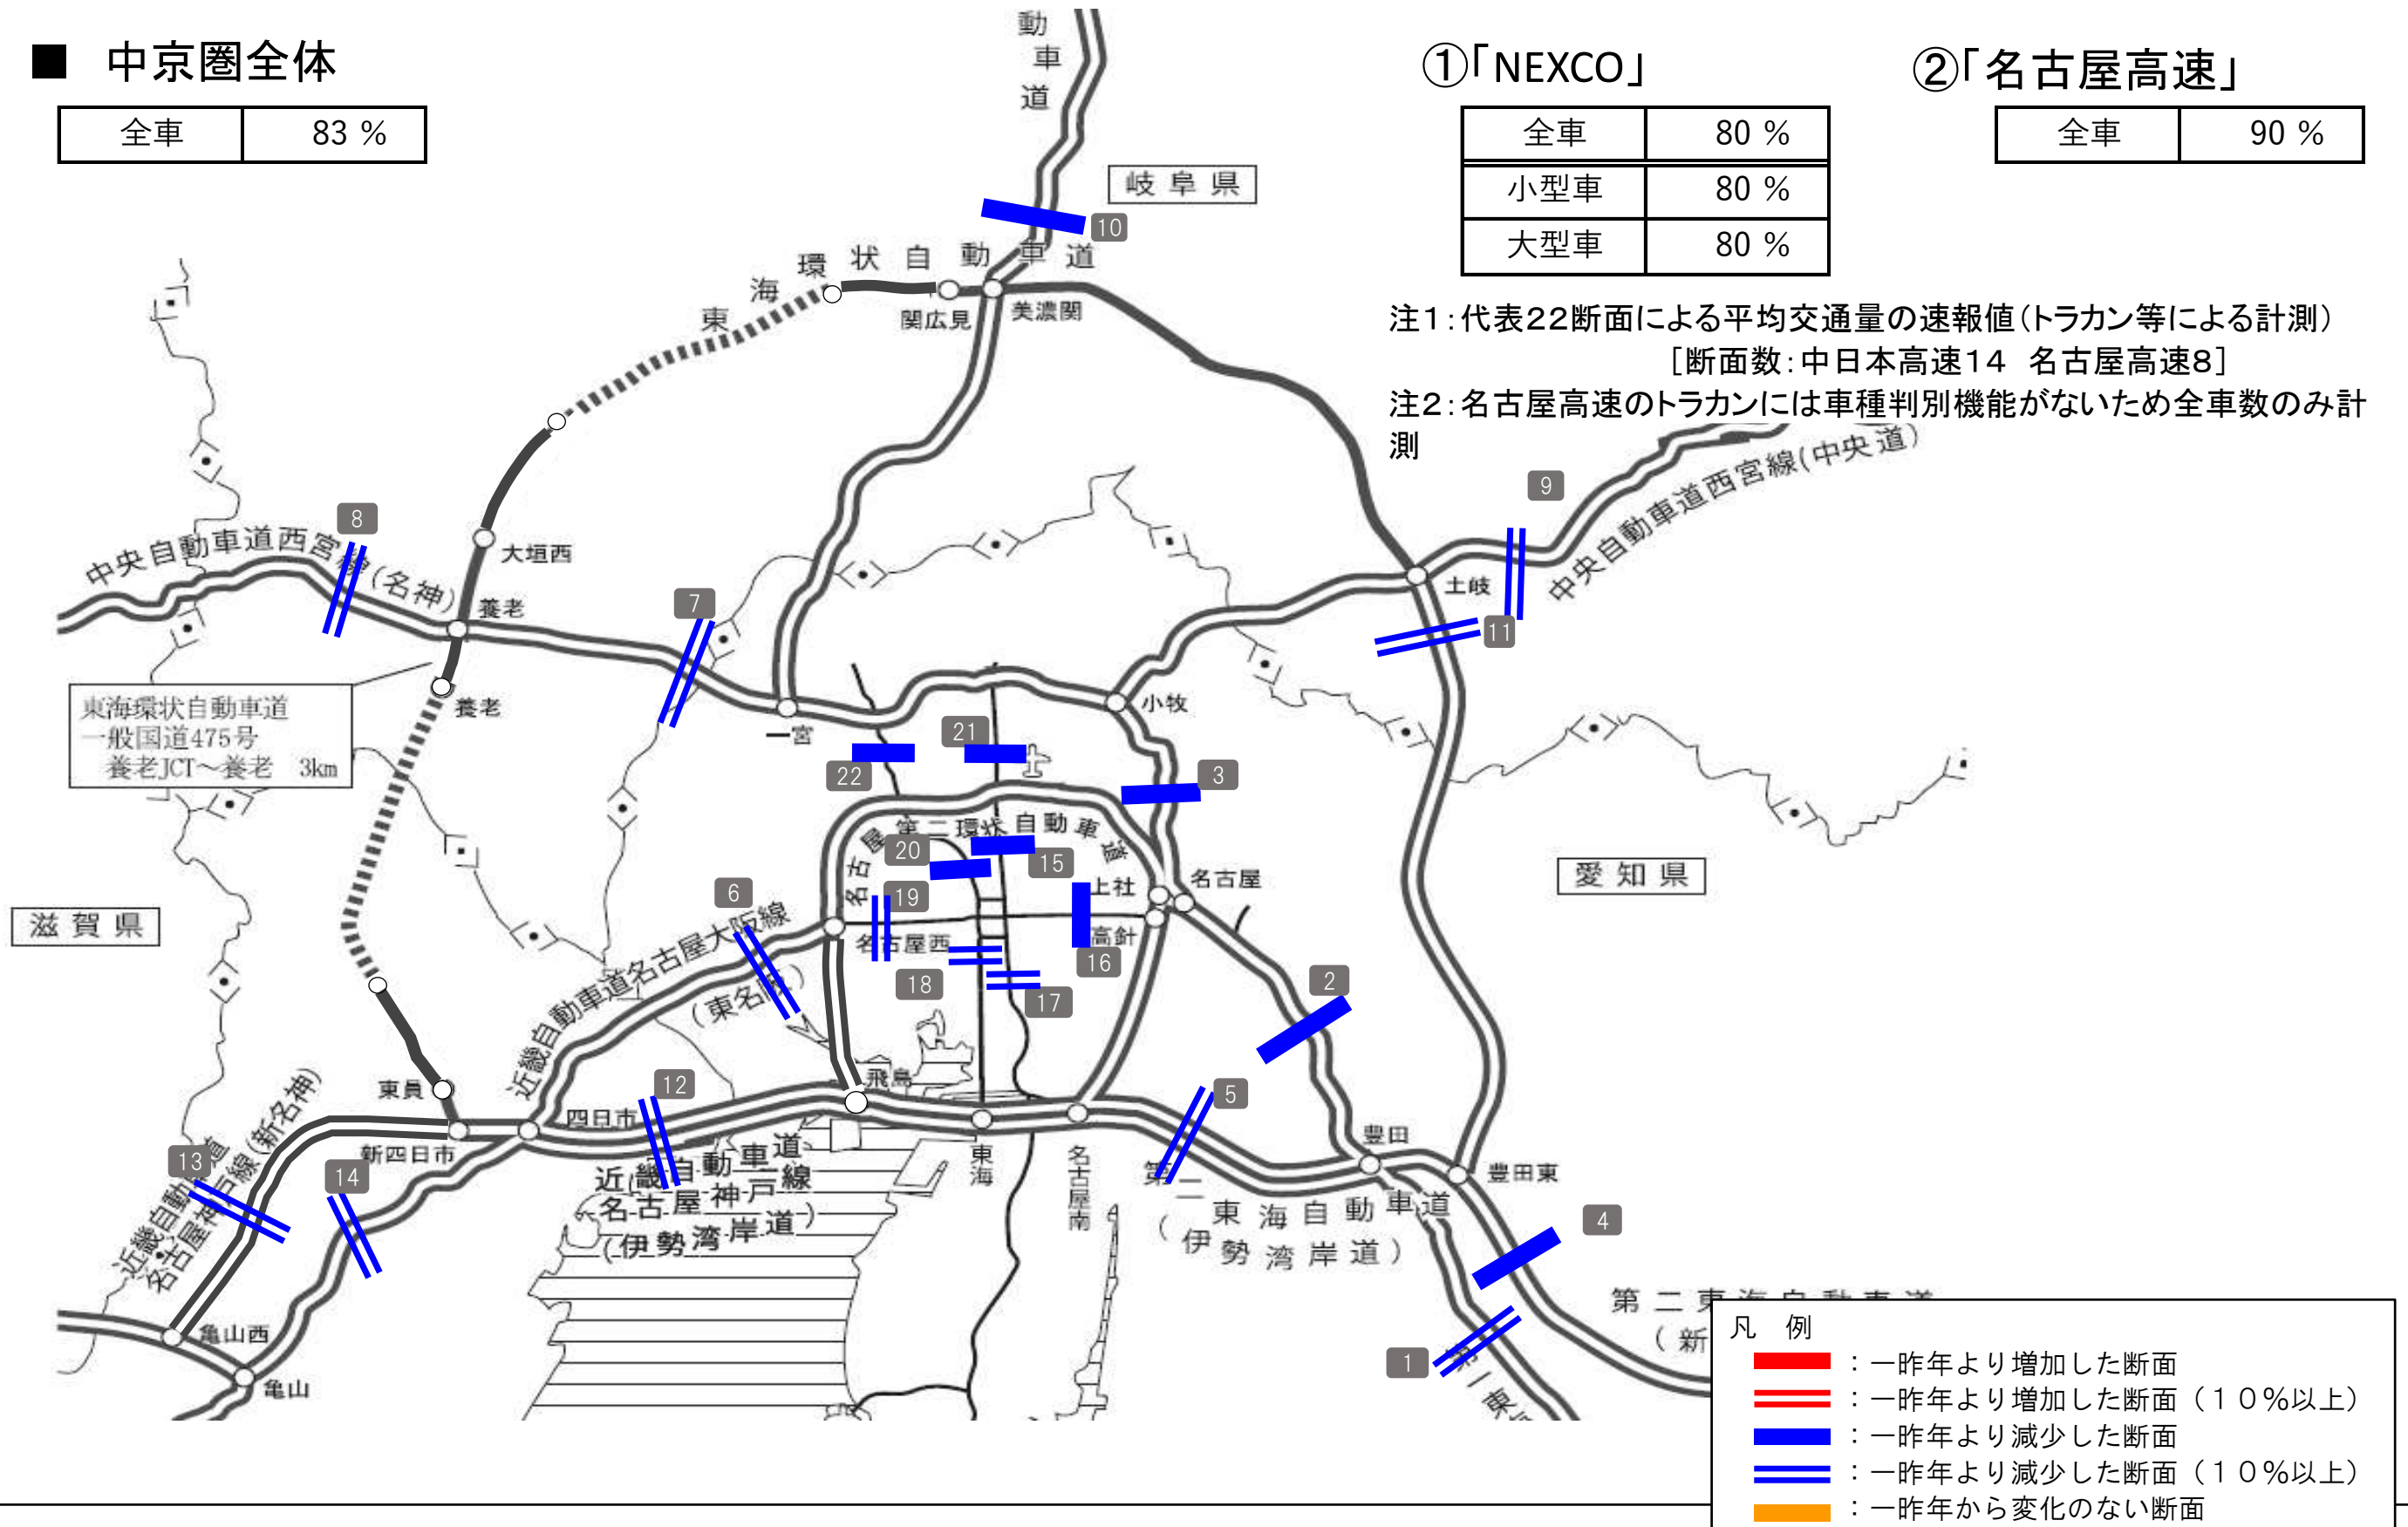 ■ 中京圏全体
全車 83 %
①「NEXCO」
全車 80 %
小型車 80 %
大型車 80 %
②「名古屋高速」
全車 90 %
注1:代表22断面による平均交通量の速報値(トラカン等による計測)
[断面数:中日本高速14 名古屋高速8]
注2:名古屋高速のトラカンには車種判別機能がないため全車数のみ計
測
動車道
岐阜県
10
東海環状自動車道
関広見
美濃関
9
中央自動車道西宮線(中央道)
8
中央自動車道西宮線(名神)
大垣西
養老
7
土岐
11
東海環状自動車道
一般国道475号
養老JCT～養老 3km
養老
一宮
小牧
21
22
3
名古屋第二環状自動車道
20
15
上社
名古屋
愛知県
滋賀県
6
19
名古屋西
高針
16
近畿自動車道名古屋大阪線
(東名阪)
18
17
2
東員
12
飛島
5
四日市
新四日市
13
14
近畿自動車道
名古屋神戸線(新名神)
近畿自動車道
名古屋神戸線
(伊勢湾岸道)
東海
名古屋南
豊田
豊田東
第二東海自動車道
(伊勢湾岸道)
4
亀山西
亀山
1
第一東
第二東海自動車道
(新
凡 例
:一昨年より増加した断面
:一昨年より増加した断面(10%以上)
:一昨年より減少した断面
:一昨年より減少した断面(10%以上)
:一昨年から変化のない断面